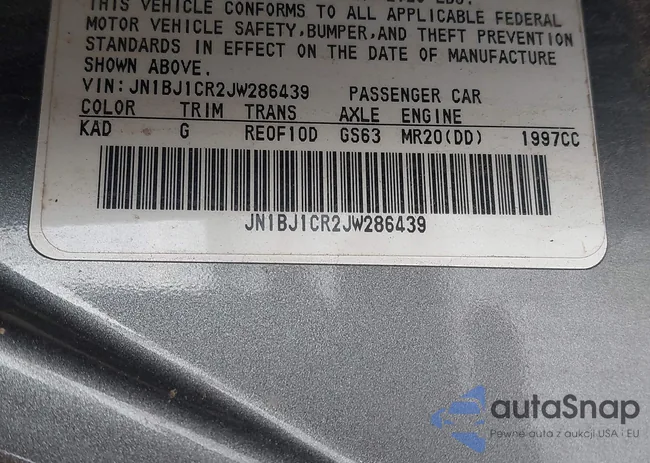 THIS VEHICLE CONFORMS TO ALL APPLICABLE FEDERAL
MOTOR VEHICLE SAFETY,BUMPER,AND THEFT PREVENTION
STANDARDS IN EFFECT ON THE DATE OF MANUFACTURE
SHOWN ABOVE.
VIN:JN1BJ1CR2JW286439 PASSENGER CAR
COLOR TRIM TRANS AXLE ENGINE
KAD G RE0F10D GS63 MR20(DD) 1997CC
JN1BJ1CR2JW286439
autaSnap
Pewne auta z aukcji USA i EU